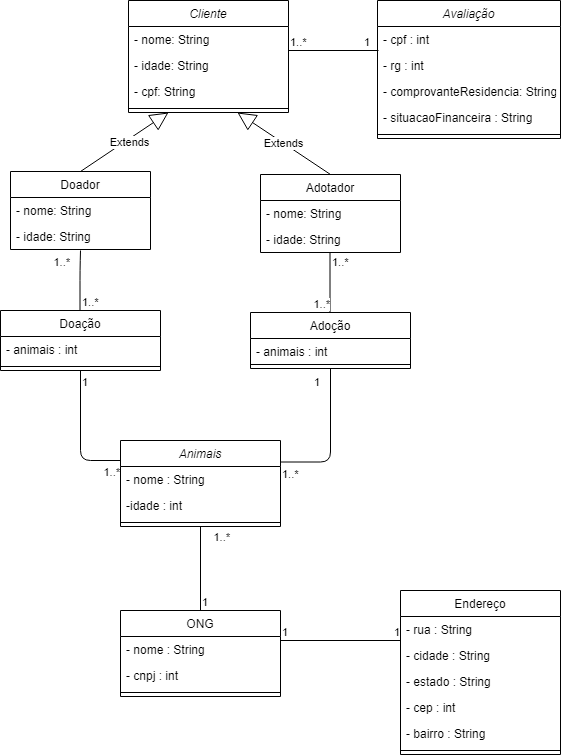 Cliente
- nome: String
- idade: String
- cpf: String
1..*
1
Avaliação
- cpf : int
- rg : int
- comprovanteResidencia: String
- situacaoFinanceira : String
Extends
Extends
Doador
- nome: String
- idade: String
Adotador
- nome: String
- idade: String
1..*
1..*
1..*
1..*
Doação
- animais : int
Adoção
- animais : int
1
1
1..*
1..*
Animais
- nome : String
-idade : int
1..*
1
ONG
- nome : String
- cnpj : int
1
1
Endereço
- rua : String
- cidade : String
- estado : String
- cep : int
- bairro : String